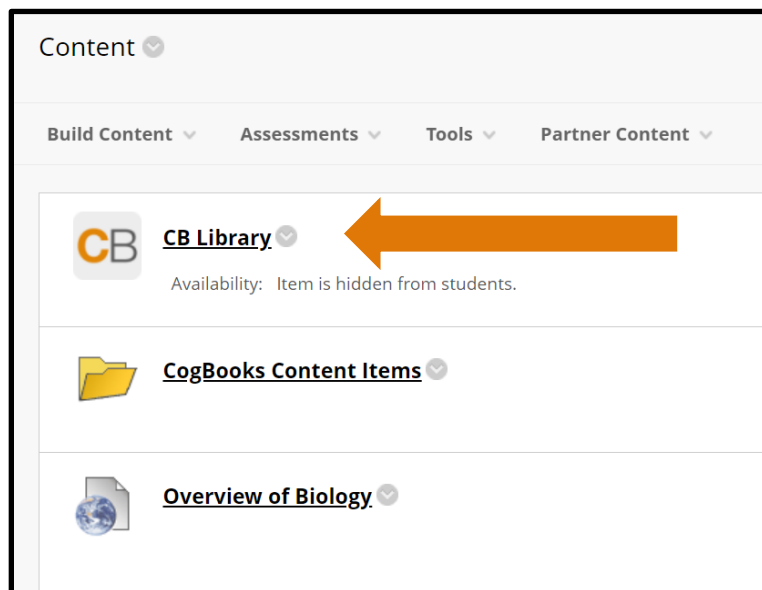 Content
Build Content Assessments Tools Partner Content
CB CB Library
Availability: Item is hidden from students.
CogBooks Content Items
Overview of Biology